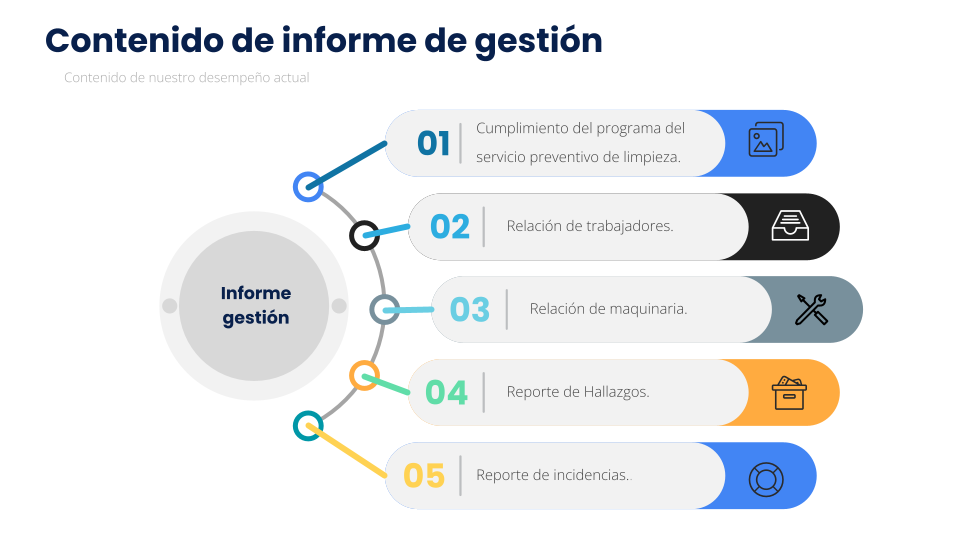 Contenido de informe de gestión
Contenido de nuestro desempeño actual
01
Cumplimiento del programa del
servicio preventivo de limpieza.
02
Relación de trabajadores.
03
Relación de maquinaria.
Informe
gestión
04
Reporte de Hallazgos.
05
Reporte de incidencias..